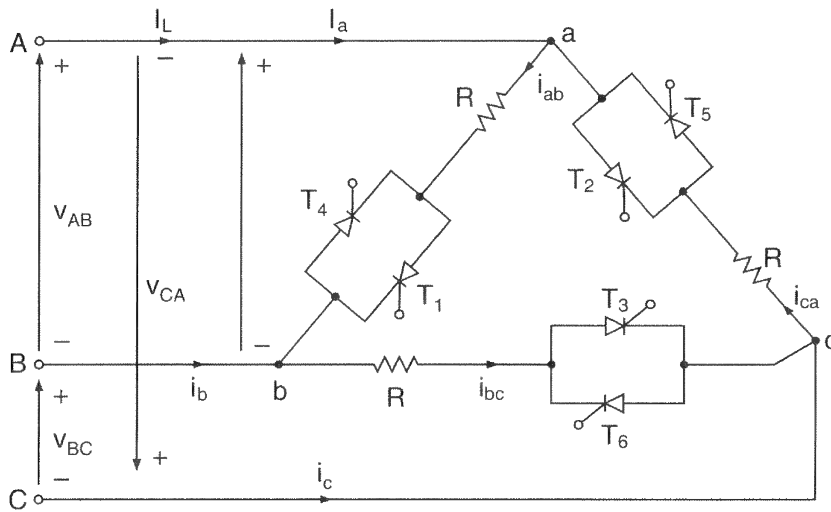 A I_L I_a a
+ − + R i_ab T_5
T_4 T_2
v_AB R
v_CA T_1 T_3 i_ca
− − c
B i_b b R i_bc
+ T_6
v_BC +
− i_c
C